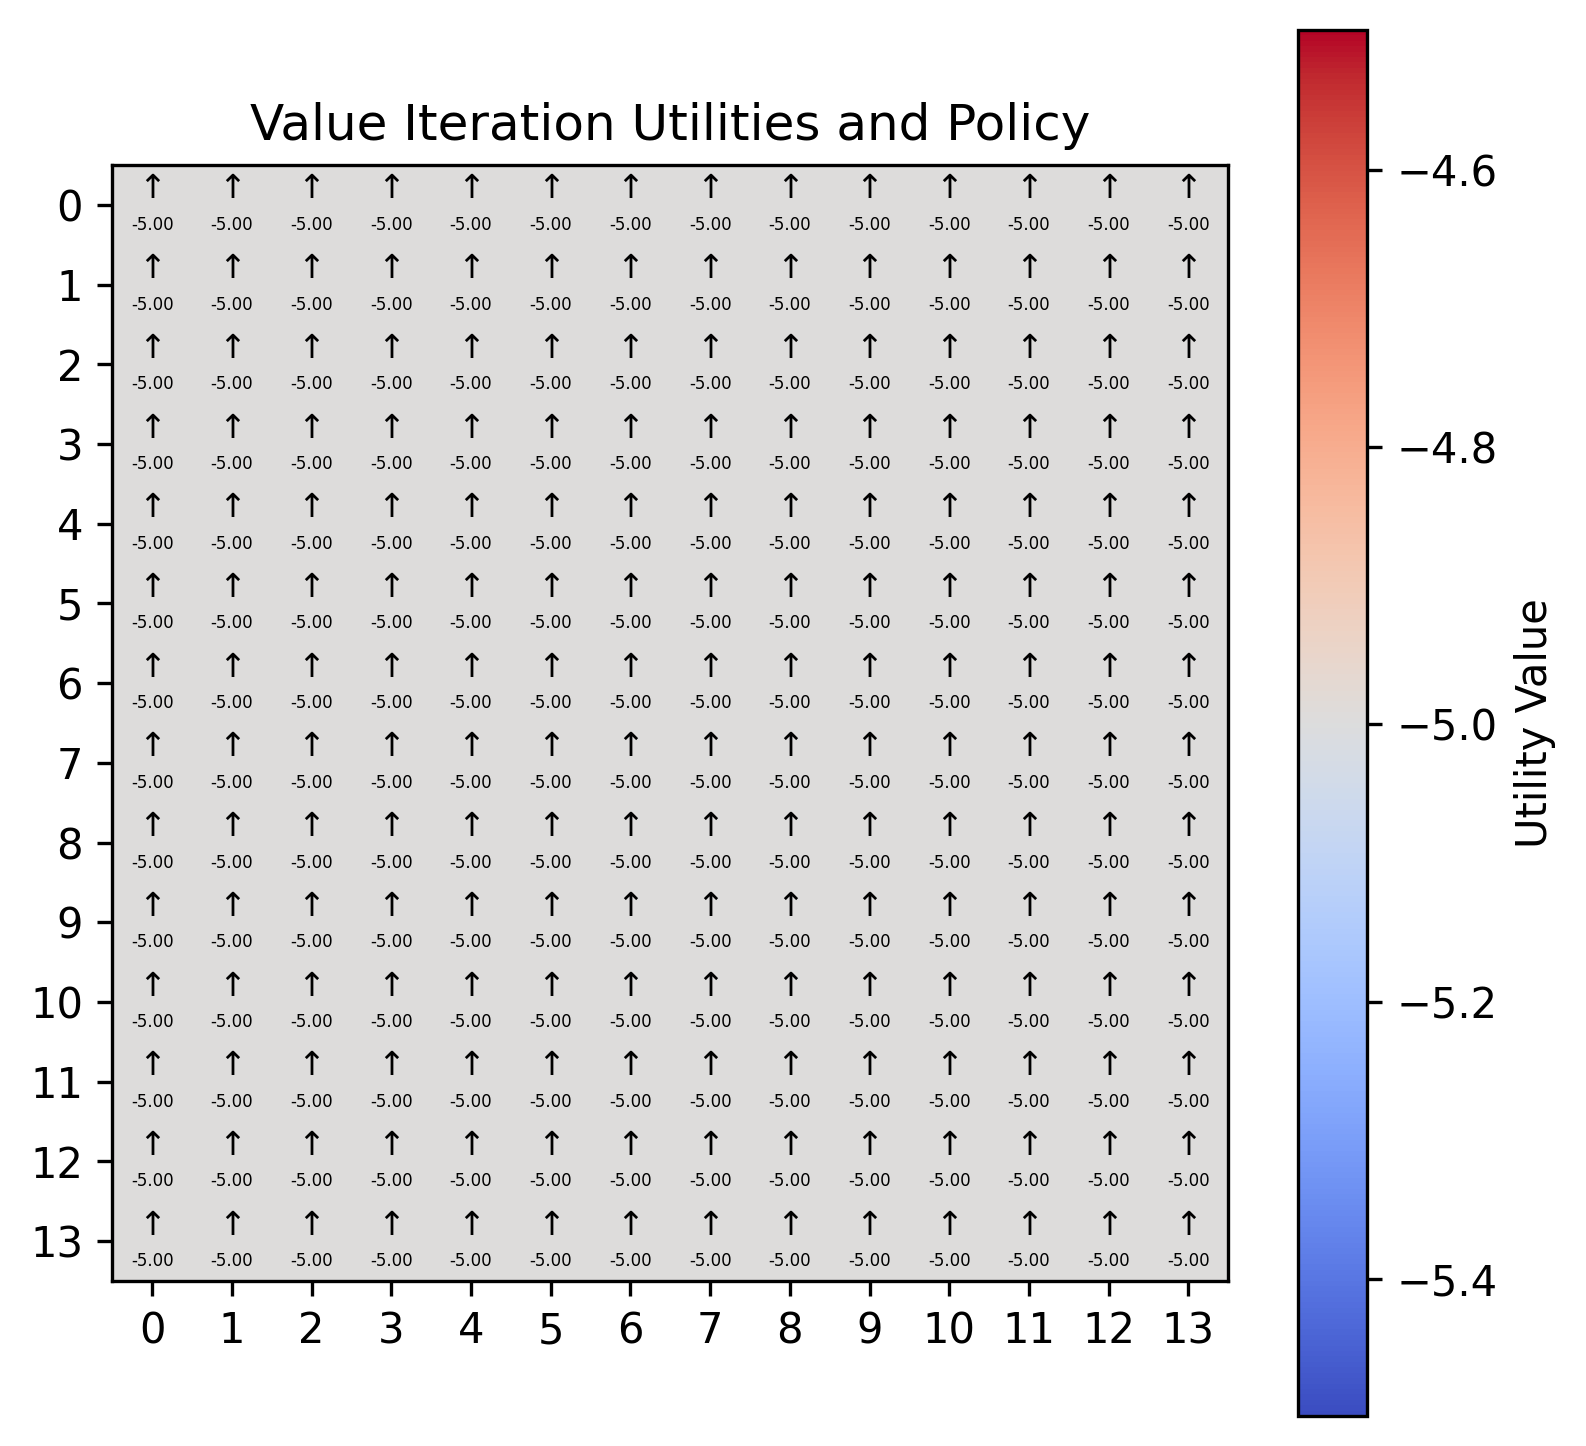 Value Iteration Utilities and Policy
↑ ↑ ↑ ↑ ↑ ↑ ↑ ↑ ↑ ↑ ↑ ↑ ↑ ↑
0 -5.00 -5.00 -5.00 -5.00 -5.00 -5.00 -5.00 -5.00 -5.00 -5.00 -5.00 -5.00 -5.00 -5.00
↑ ↑ ↑ ↑ ↑ ↑ ↑ ↑ ↑ ↑ ↑ ↑ ↑ ↑
1 -5.00 -5.00 -5.00 -5.00 -5.00 -5.00 -5.00 -5.00 -5.00 -5.00 -5.00 -5.00 -5.00 -5.00
↑ ↑ ↑ ↑ ↑ ↑ ↑ ↑ ↑ ↑ ↑ ↑ ↑ ↑
2 -5.00 -5.00 -5.00 -5.00 -5.00 -5.00 -5.00 -5.00 -5.00 -5.00 -5.00 -5.00 -5.00 -5.00
↑ ↑ ↑ ↑ ↑ ↑ ↑ ↑ ↑ ↑ ↑ ↑ ↑ ↑
3 -5.00 -5.00 -5.00 -5.00 -5.00 -5.00 -5.00 -5.00 -5.00 -5.00 -5.00 -5.00 -5.00 -5.00
↑ ↑ ↑ ↑ ↑ ↑ ↑ ↑ ↑ ↑ ↑ ↑ ↑ ↑
4 -5.00 -5.00 -5.00 -5.00 -5.00 -5.00 -5.00 -5.00 -5.00 -5.00 -5.00 -5.00 -5.00 -5.00
↑ ↑ ↑ ↑ ↑ ↑ ↑ ↑ ↑ ↑ ↑ ↑ ↑ ↑
5 -5.00 -5.00 -5.00 -5.00 -5.00 -5.00 -5.00 -5.00 -5.00 -5.00 -5.00 -5.00 -5.00 -5.00
↑ ↑ ↑ ↑ ↑ ↑ ↑ ↑ ↑ ↑ ↑ ↑ ↑ ↑
6 -5.00 -5.00 -5.00 -5.00 -5.00 -5.00 -5.00 -5.00 -5.00 -5.00 -5.00 -5.00 -5.00 -5.00
↑ ↑ ↑ ↑ ↑ ↑ ↑ ↑ ↑ ↑ ↑ ↑ ↑ ↑
7 -5.00 -5.00 -5.00 -5.00 -5.00 -5.00 -5.00 -5.00 -5.00 -5.00 -5.00 -5.00 -5.00 -5.00
↑ ↑ ↑ ↑ ↑ ↑ ↑ ↑ ↑ ↑ ↑ ↑ ↑ ↑
8 -5.00 -5.00 -5.00 -5.00 -5.00 -5.00 -5.00 -5.00 -5.00 -5.00 -5.00 -5.00 -5.00 -5.00
↑ ↑ ↑ ↑ ↑ ↑ ↑ ↑ ↑ ↑ ↑ ↑ ↑ ↑
9 -5.00 -5.00 -5.00 -5.00 -5.00 -5.00 -5.00 -5.00 -5.00 -5.00 -5.00 -5.00 -5.00 -5.00
↑ ↑ ↑ ↑ ↑ ↑ ↑ ↑ ↑ ↑ ↑ ↑ ↑ ↑
10 -5.00 -5.00 -5.00 -5.00 -5.00 -5.00 -5.00 -5.00 -5.00 -5.00 -5.00 -5.00 -5.00 -5.00
↑ ↑ ↑ ↑ ↑ ↑ ↑ ↑ ↑ ↑ ↑ ↑ ↑ ↑
11 -5.00 -5.00 -5.00 -5.00 -5.00 -5.00 -5.00 -5.00 -5.00 -5.00 -5.00 -5.00 -5.00 -5.00
↑ ↑ ↑ ↑ ↑ ↑ ↑ ↑ ↑ ↑ ↑ ↑ ↑ ↑
12 -5.00 -5.00 -5.00 -5.00 -5.00 -5.00 -5.00 -5.00 -5.00 -5.00 -5.00 -5.00 -5.00 -5.00
↑ ↑ ↑ ↑ ↑ ↑ ↑ ↑ ↑ ↑ ↑ ↑ ↑ ↑
13 -5.00 -5.00 -5.00 -5.00 -5.00 -5.00 -5.00 -5.00 -5.00 -5.00 -5.00 -5.00 -5.00 -5.00
0 1 2 3 4 5 6 7 8 9 10 11 12 13
−4.6
−4.8
−5.0
−5.2
−5.4
Utility Value